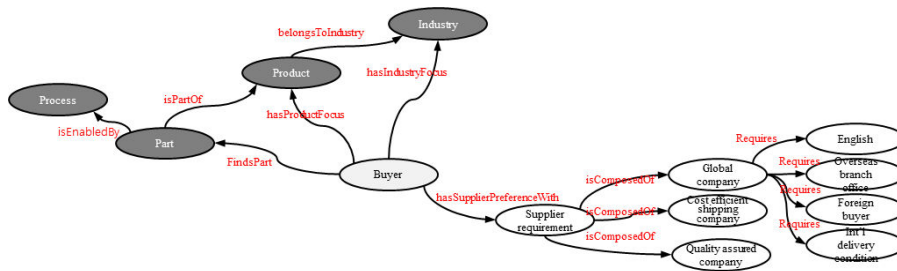 Industry
belongsToIndustry
Product
hasIndustryFocus
Process
isPartOf
hasProductFocus
isEnabledBy
Part
FindsPart
Buyer
hasSupplierPreferenceWith
Supplier
requirement
isComposedOf
isComposedOf
isComposedOf
Global
company
Cost efficient
shipping
company
Quality assured
company
Requires
Requires
Requires
Requires
English
Overseas
branch
office
Foreign
buyer
Int'l
delivery
condition